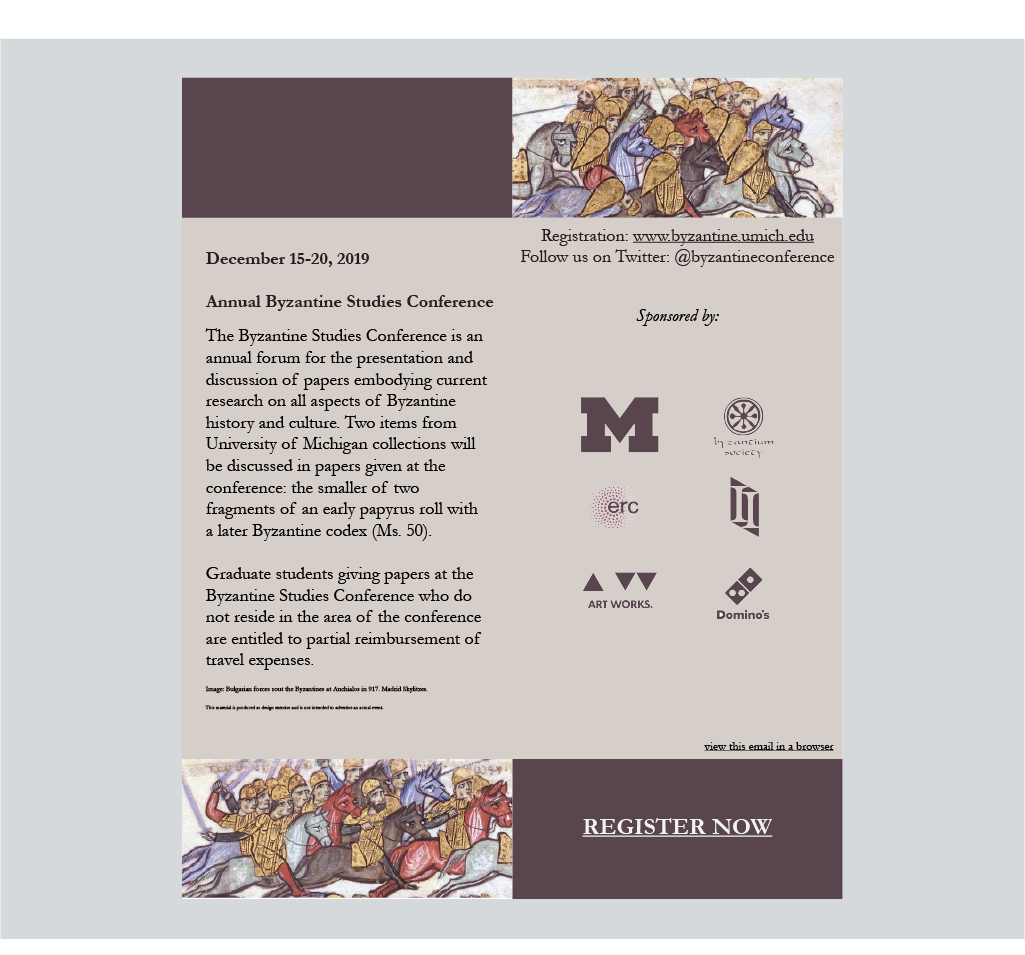 December 15-20, 2019
Annual Byzantine Studies Conference
The Byzantine Studies Conference is an
annual forum for the presentation and
discussion of papers embodying current
research on all aspects of Byzantine
history and culture. Two items from
University of Michigan collections will
be discussed in papers given at the
conference: the smaller of two
fragments of an early papyrus roll with
a later Byzantine codex (Ms. 50).
Graduate students giving papers at the
Byzantine Studies Conference who do
not reside in the area of the conference
are entitled to partial reimbursement of
travel expenses.
Image: Bulgarian forces rout the Byzantines at Anchialos in 917. Madrid Skylitzes.
This material is produced as design exercise and is not intended to advertise an actual event.
Registration: www.byzantine.umich.edu
Follow us on Twitter: @byzantineconference
Sponsored by:
M
byzantium
society
erc
ART WORKS.
Domino's
view this email in a browser
REGISTER NOW